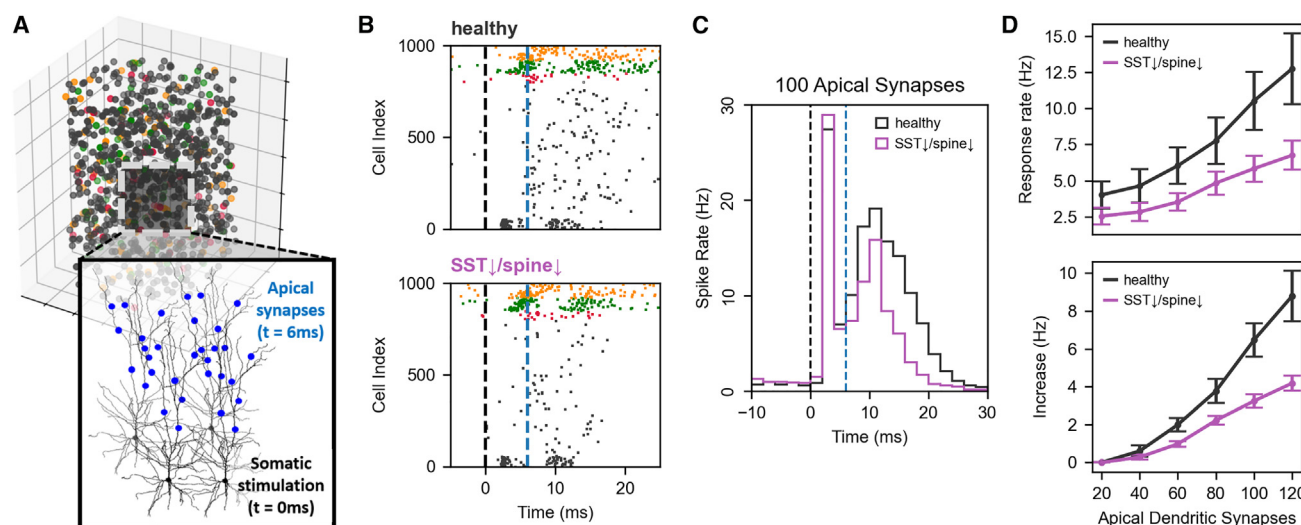 A
Apical
synapses
(t = 6ms)
Somatic
stimulation
(t = 0ms)
B
healthy
1000
500
0
Cell Index
SST↓/spine↓
1000
500
0
Cell Index
0
20
Time (ms)
C
100 Apical Synapses
30
20
10
0
Spike Rate (Hz)
healthy
SST↓/spine↓
−10
0
10
20
30
Time (ms)
D
15.0
12.5
10.0
7.5
5.0
2.5
Response rate (Hz)
healthy
SST↓/spine↓
10
8
6
4
2
0
Increase (Hz)
healthy
SST↓/spine↓
20 40 60 80 100 120
Apical Dendritic Synapses